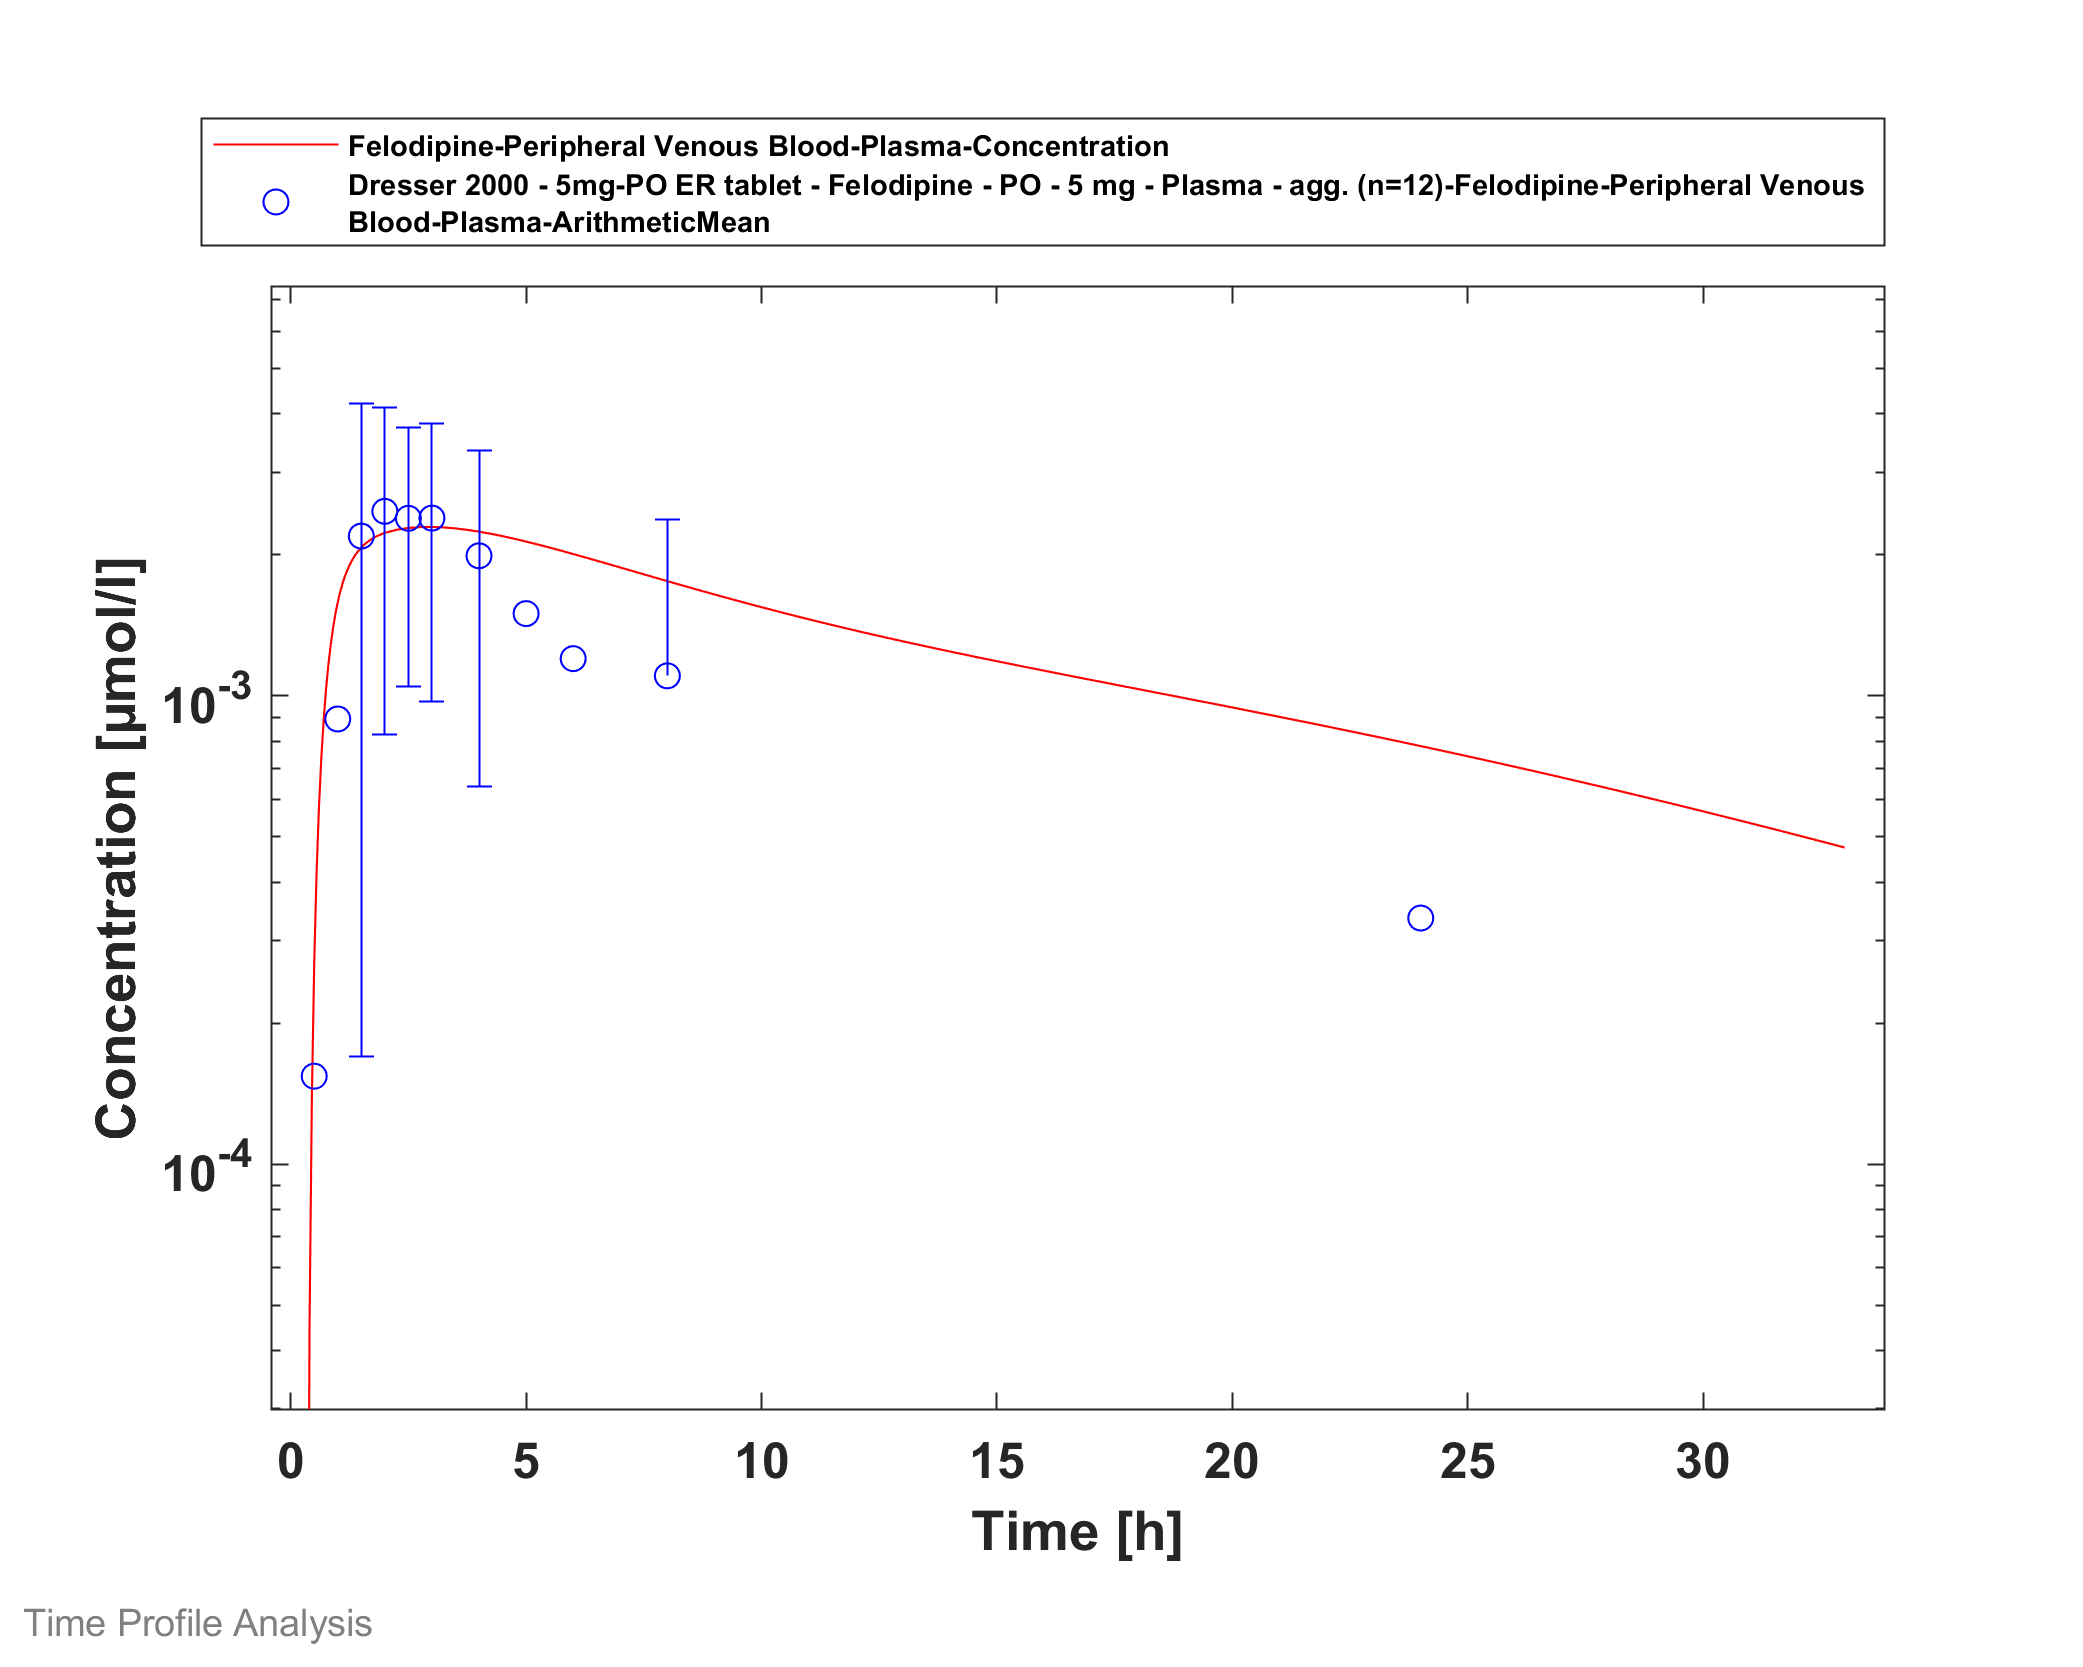 Felodipine-Peripheral Venous Blood-Plasma-Concentration
Dresser 2000 - 5mg-PO ER tablet - Felodipine - PO - 5 mg - Plasma - agg. (n=12)-Felodipine-Peripheral Venous
Blood-Plasma-ArithmeticMean
Concentration [µmol/l]
10^-3
10^-4
0 5 10 15 20 25 30
Time [h]
Time Profile Analysis